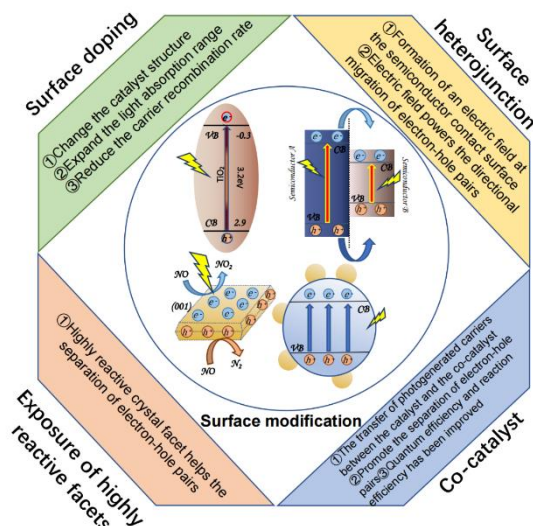 Surface doping
①Change the catalyst structure
②Expand the light absorption range
③Reduce the carrier recombination rate
Surface
heterojunction
①Formation of an electric field at
the semiconductor contact surface
②Electric field powers the directional
migration of electron-hole pairs
e⁻
VB
-0.3
TiO₂
3.2ev
CB
2.9
h⁺
e⁻ e⁻
CB
Semiconductor A
VB
h⁺ h⁺
e⁻ e⁻
CB
VB
h⁺ h⁺
Semiconductor B
NO
NO₂
(001)
e⁻ e⁻ e⁻
e⁻ e⁻ e⁻
e⁻ e⁻
h⁺ h⁺ h⁺
h⁺ h⁺ h⁺ h⁺
NO
N₂
e⁻ e⁻ e⁻
CB
VB
h⁺ h⁺ h⁺
Surface modification
①Highly reactive crystal facet helps the
separation of electron-hole pairs
Exposure of highly
reactive facets
①The transfer of photogenerated carriers
between the catalyst and the co-catalyst
②Promote the separation of electron-hole
pairs③Quantum efficiency and reaction
efficiency has been improved
Co-catalyst